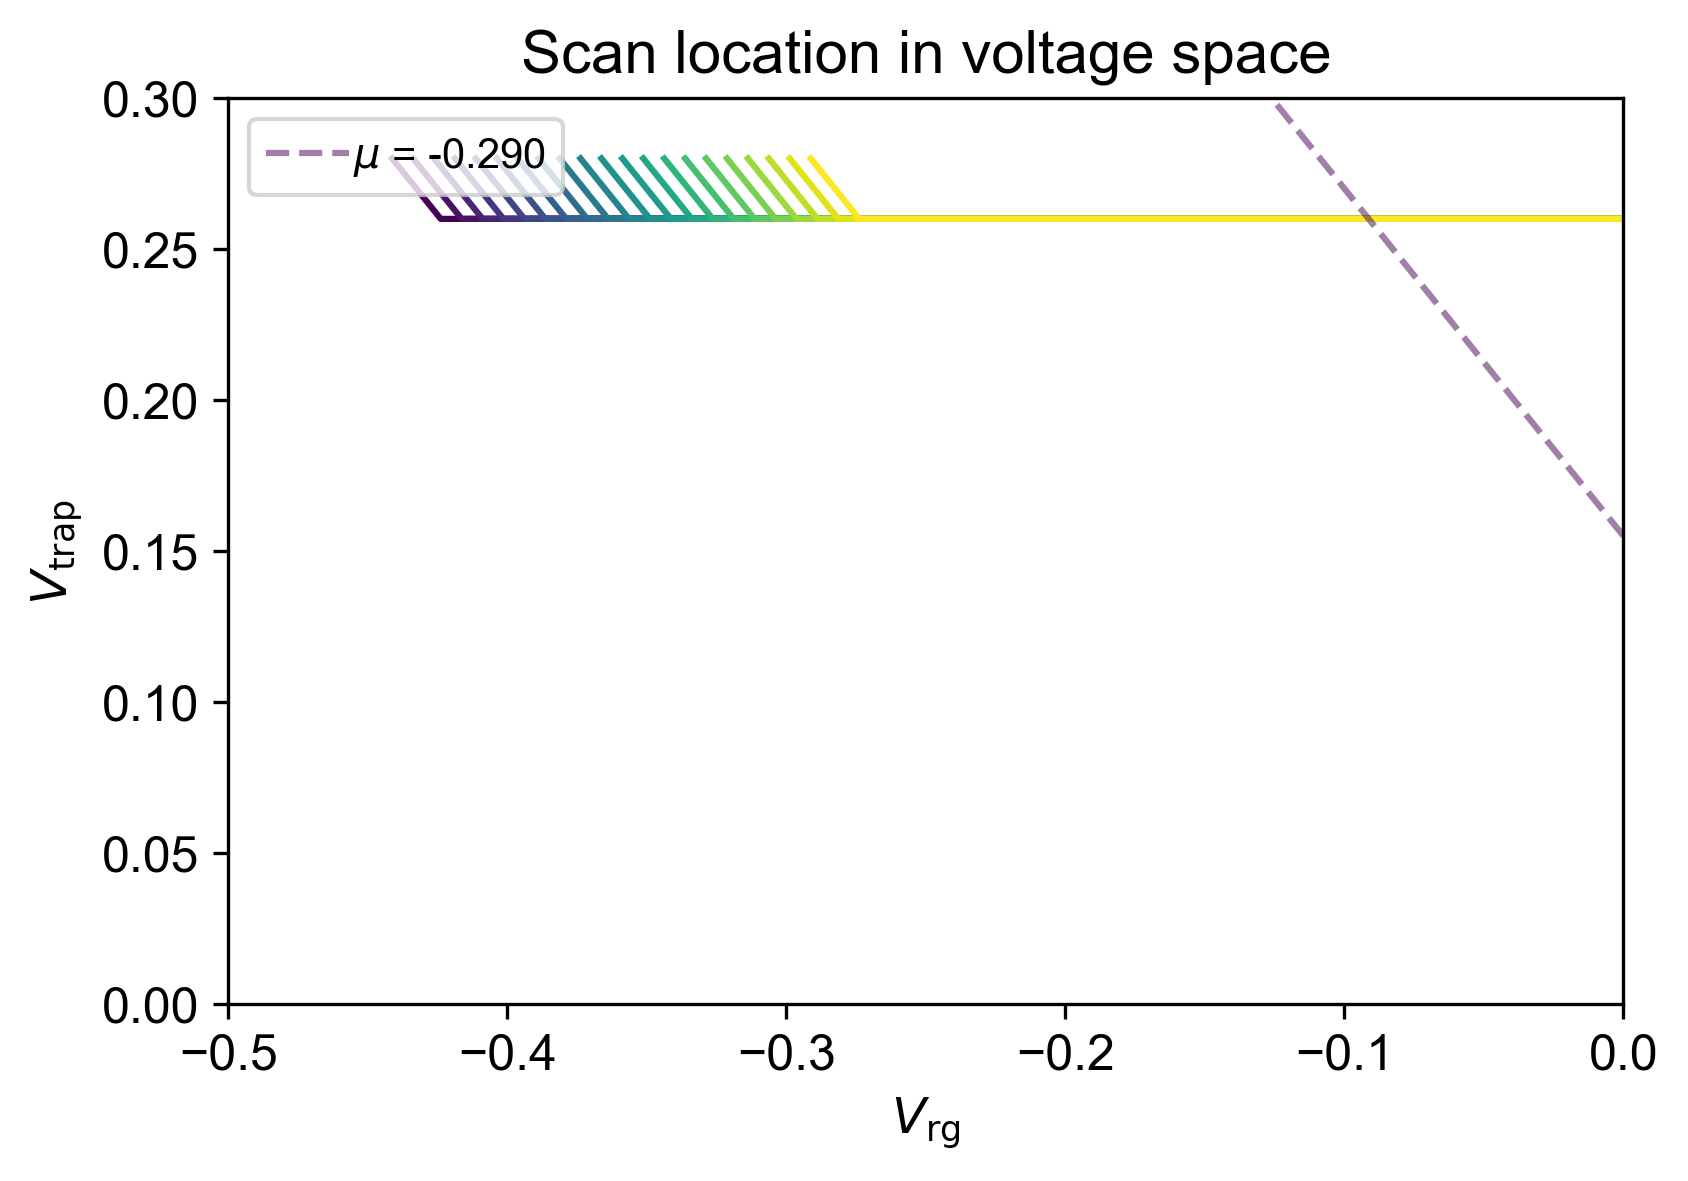 Scan location in voltage space
0.30
0.25
0.20
0.15
0.10
0.05
0.00
μ = -0.290
V_trap
−0.5 −0.4 −0.3 −0.2 −0.1 0.0
V_rg